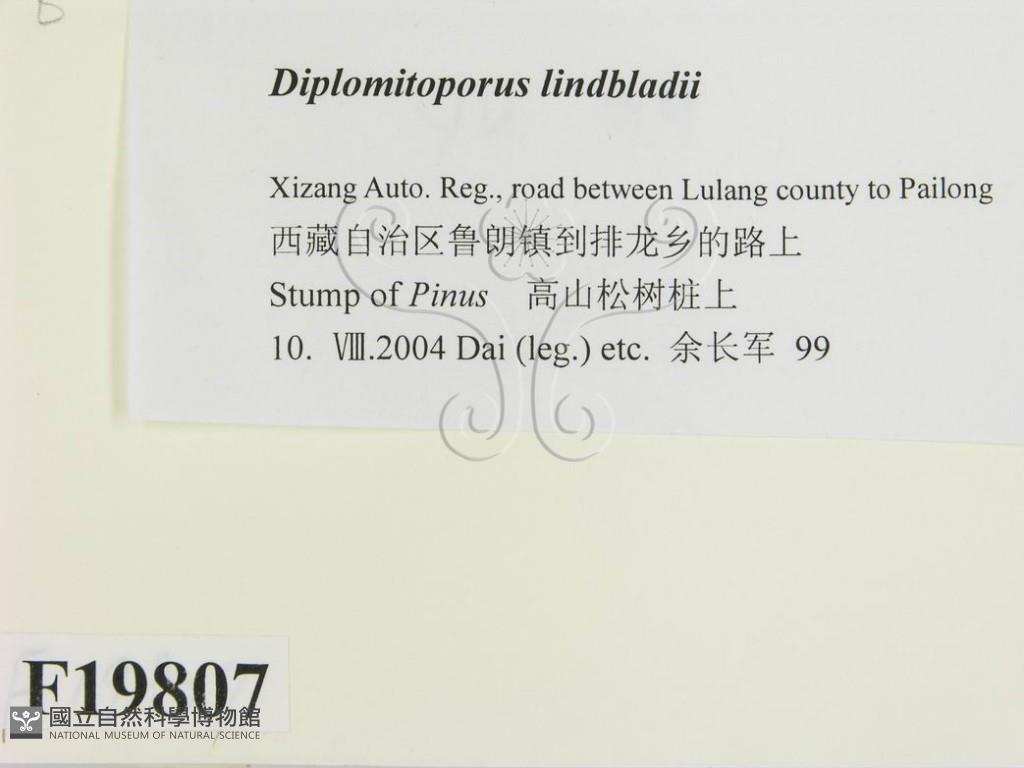 Diplomitoporus lindbladii
Xizang Auto. Reg., road between Lulang county to Pailong
西藏自治区鲁朗镇到排龙乡的路上
Stump of Pinus 高山松树桩上
10. Ⅷ.2004 Dai (leg.) etc. 余长军 99
F19807
國立自然科學博物館
NATIONAL MUSEUM OF NATURAL SCIENCE